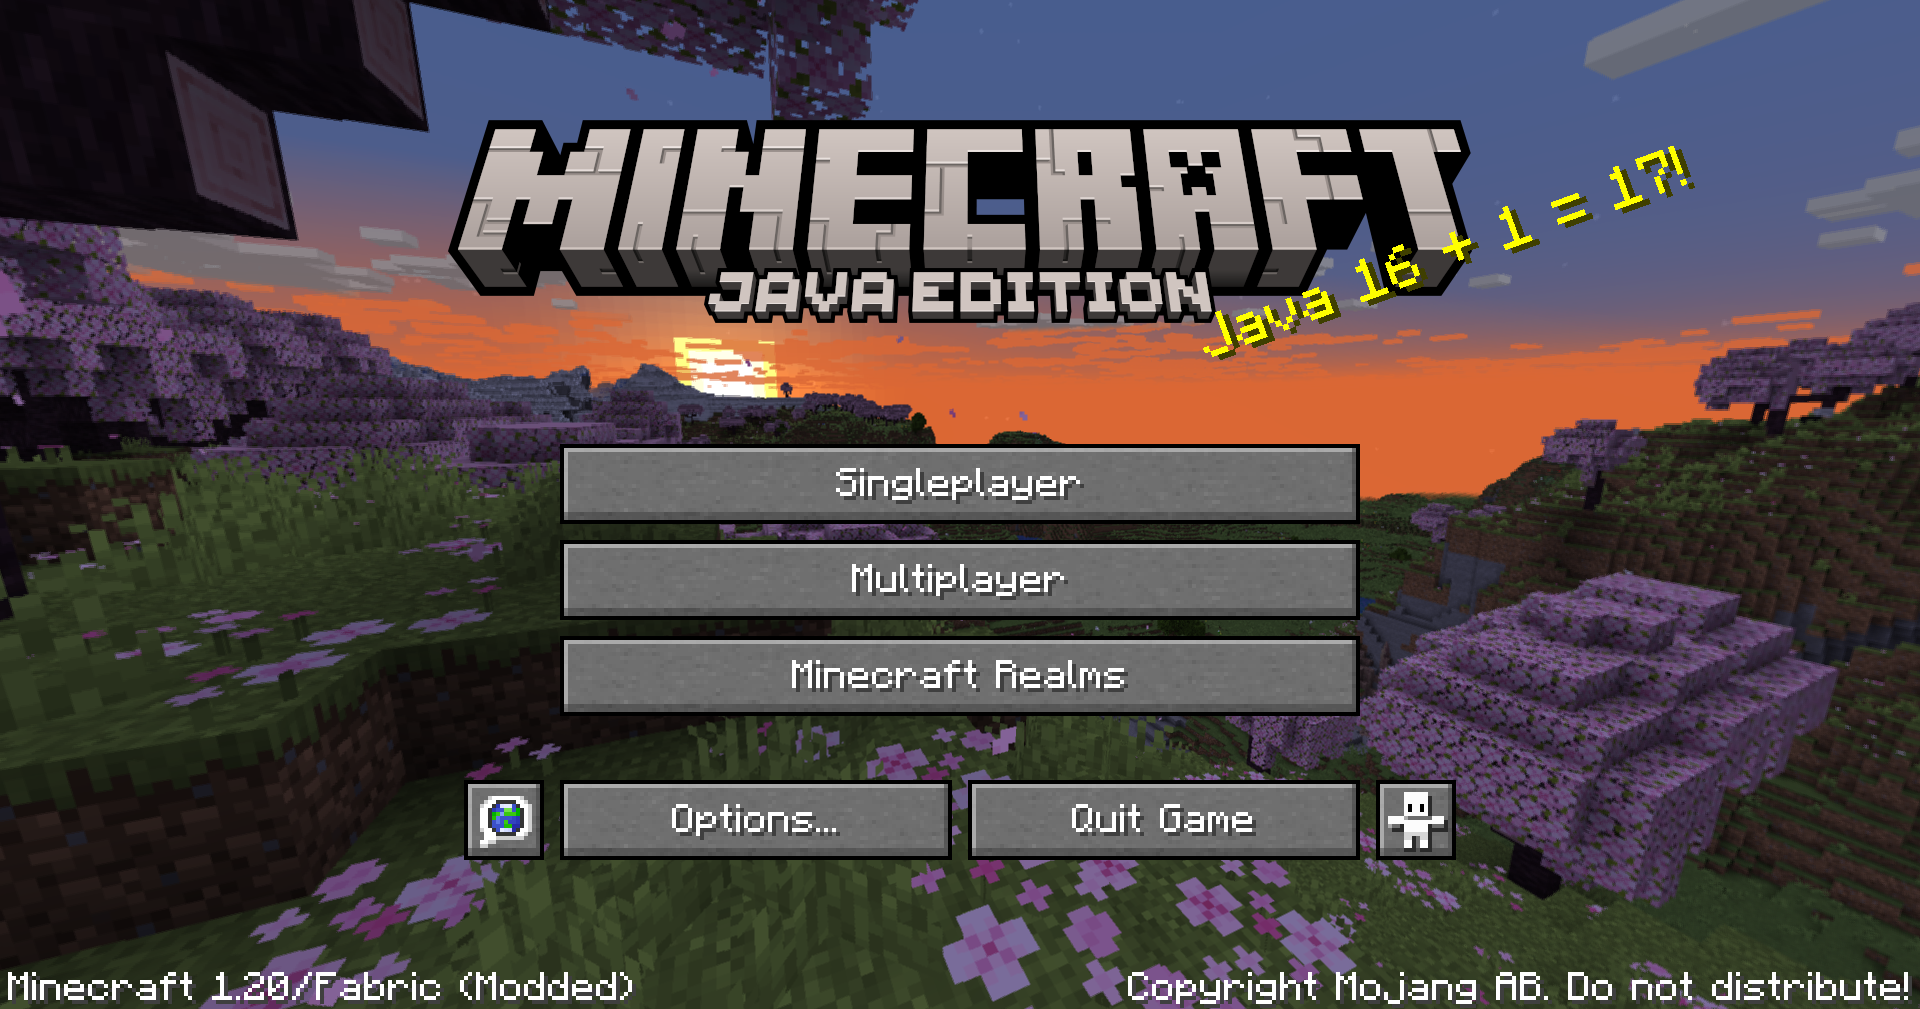 MINECRAFT
JAVA EDITION
Java 16 + 1 = 17!
Singleplayer
Multiplayer
Minecraft Realms
Options...
Quit Game
Minecraft 1.20/Fabric (Modded)
Copyright Mojang AB. Do not distribute!